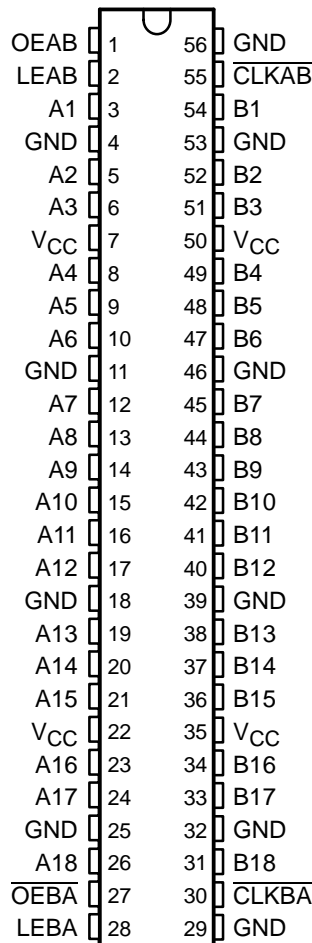 OEAB 1 56 GND
LEAB 2 55 C̅L̅K̅A̅B̅
A1 3 54 B1
GND 4 53 GND
A2 5 52 B2
A3 6 51 B3
VCC 7 50 VCC
A4 8 49 B4
A5 9 48 B5
A6 10 47 B6
GND 11 46 GND
A7 12 45 B7
A8 13 44 B8
A9 14 43 B9
A10 15 42 B10
A11 16 41 B11
A12 17 40 B12
GND 18 39 GND
A13 19 38 B13
A14 20 37 B14
A15 21 36 B15
VCC 22 35 VCC
A16 23 34 B16
A17 24 33 B17
GND 25 32 GND
A18 26 31 B18
O̅E̅B̅A̅ 27 30 C̅L̅K̅B̅A̅
LEBA 28 29 GND